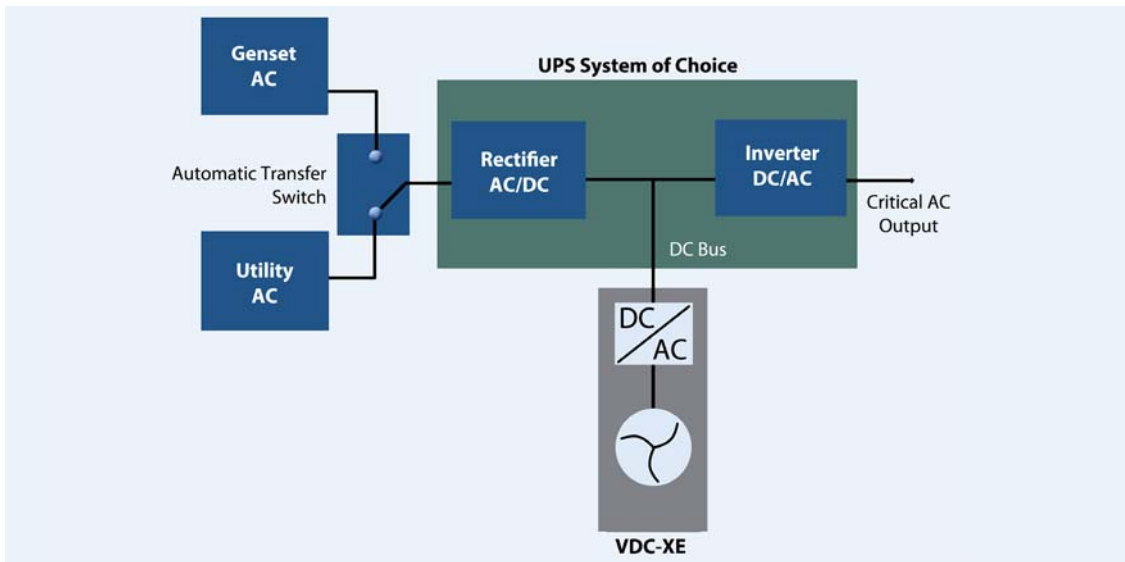 Genset
AC
UPS System of Choice
Automatic Transfer
Switch
Rectifier
AC/DC
Inverter
DC/AC
Critical AC
Output
Utility
AC
DC Bus
DC
AC
VDC-XE